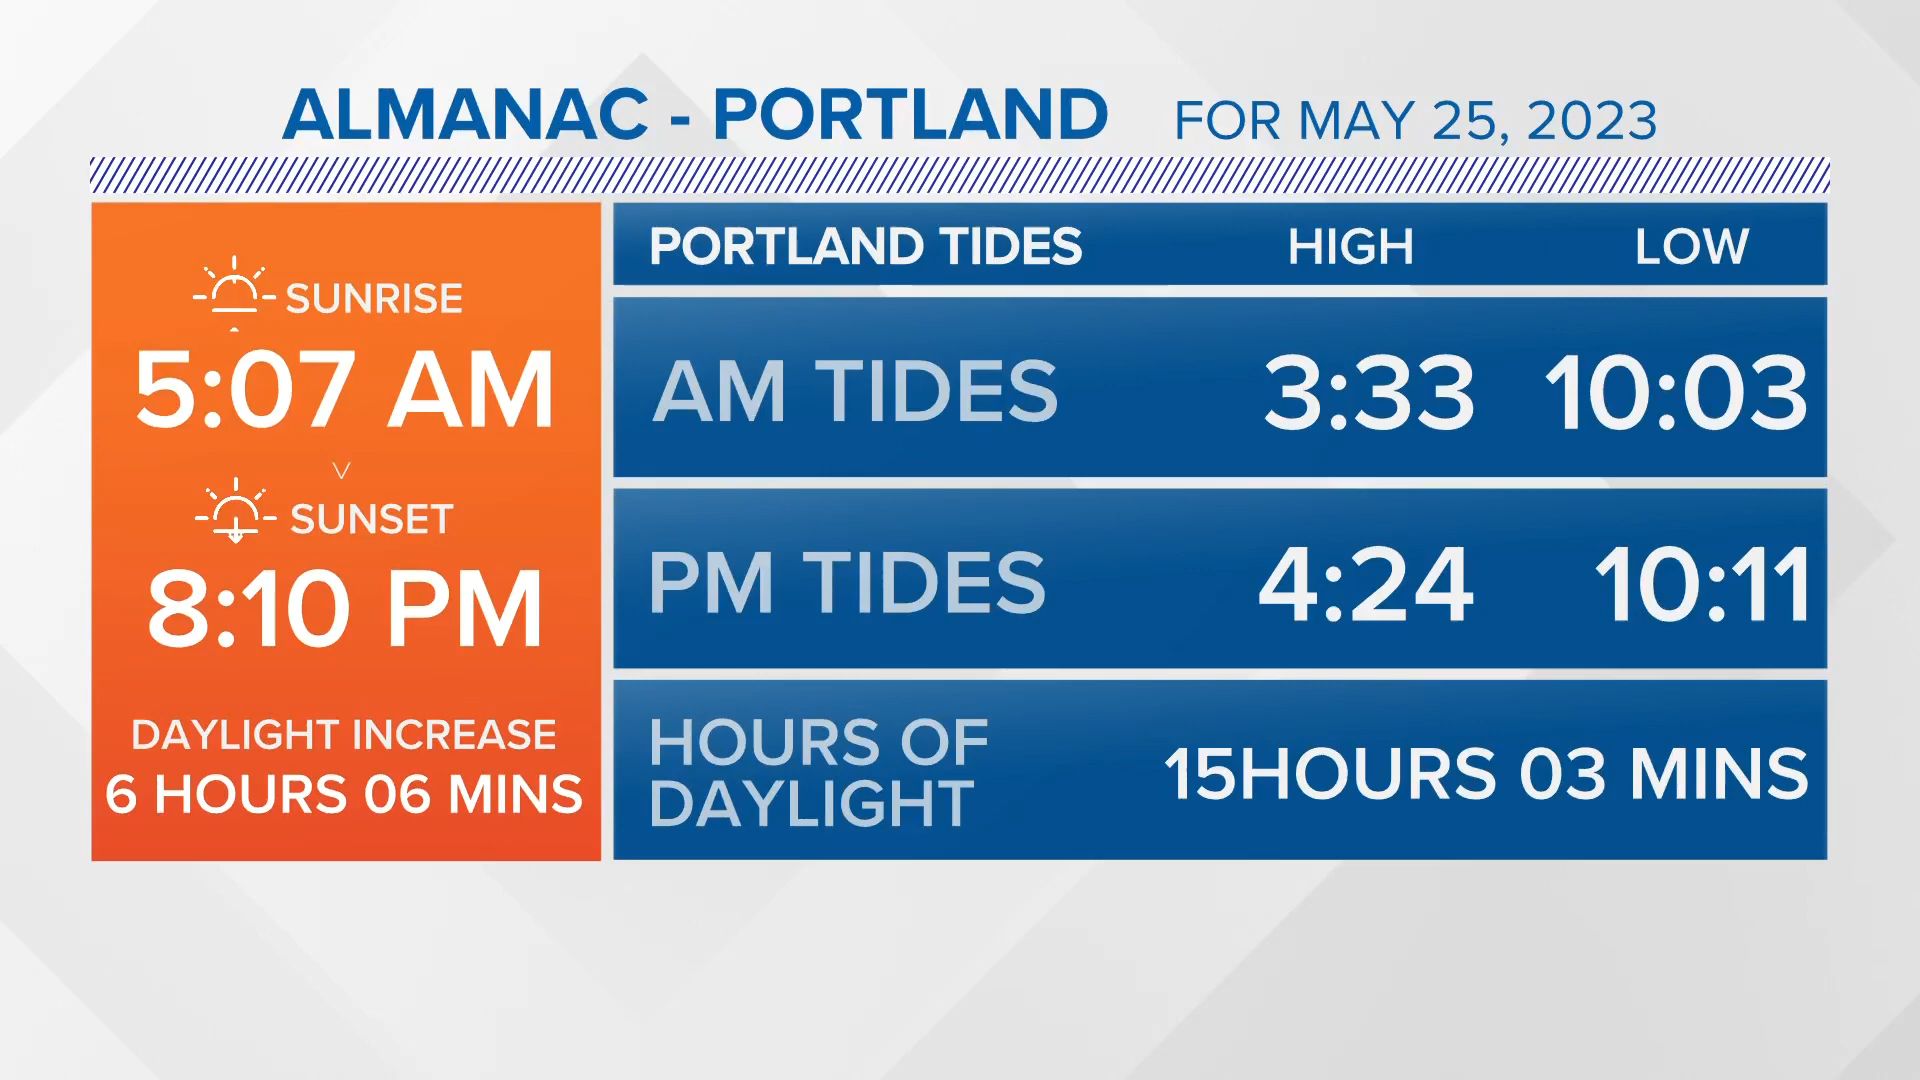 ALMANAC - PORTLAND FOR MAY 25, 2023
SUNRISE
5:07 AM
SUNSET
8:10 PM
DAYLIGHT INCREASE
6 HOURS 06 MINS
PORTLAND TIDES HIGH LOW
AM TIDES 3:33 10:03
PM TIDES 4:24 10:11
HOURS OF
DAYLIGHT
15HOURS 03 MINS